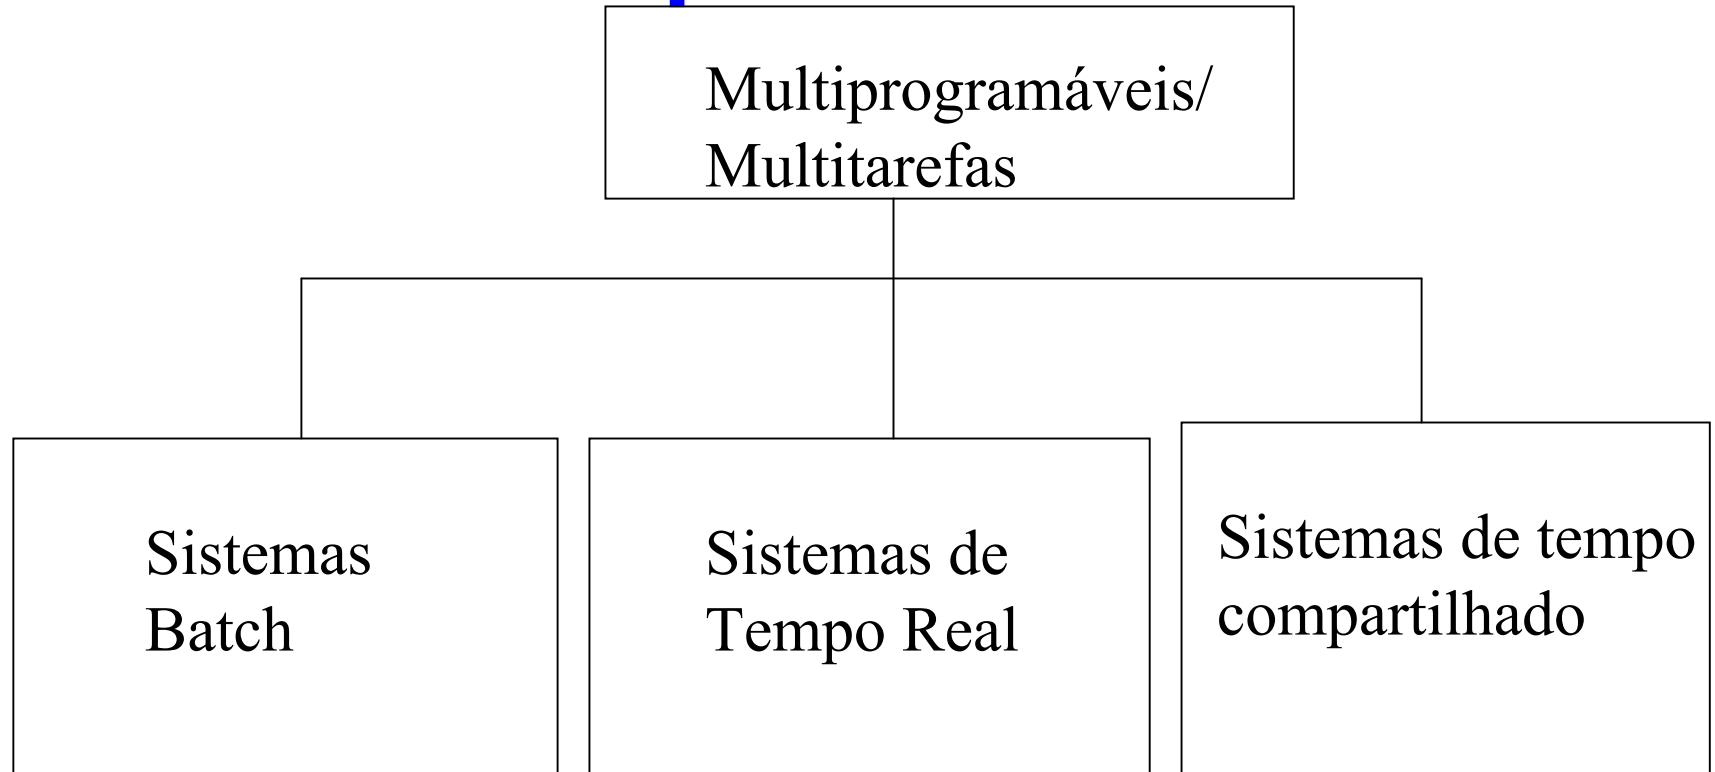 Multiprogramáveis/
Multitarefas
Sistemas
Batch
Sistemas de
Tempo Real
Sistemas de tempo
compartilhado